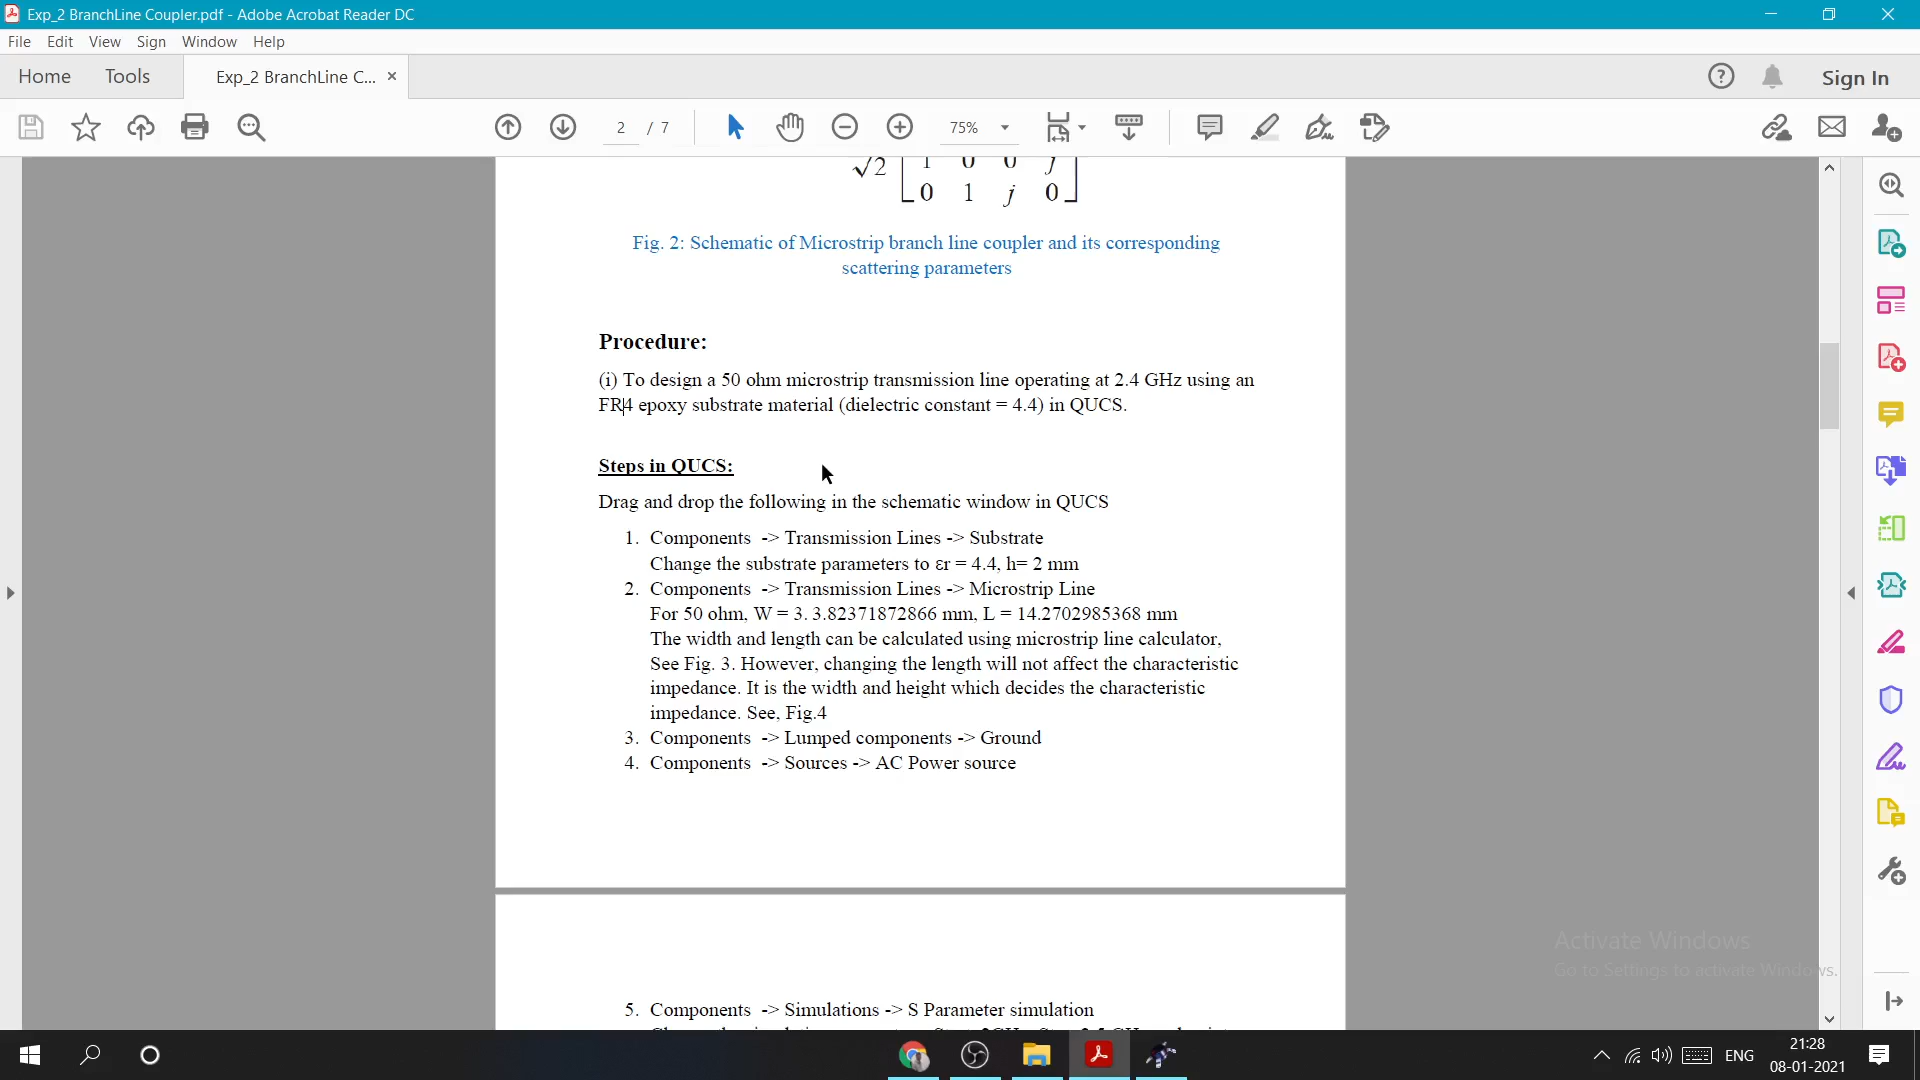 Exp_2 BranchLine Coupler.pdf - Adobe Acrobat Reader DC
File Edit View Sign Window Help
Home Tools Exp_2 BranchLine C... × Sign In
2 / 7 75%
√2 1 0 0 j
0 1 j 0
Fig. 2: Schematic of Microstrip branch line coupler and its corresponding
scattering parameters
Procedure:
(i) To design a 50 ohm microstrip transmission line operating at 2.4 GHz using an
FR4 epoxy substrate material (dielectric constant = 4.4) in QUCS.
Steps in QUCS:
Drag and drop the following in the schematic window in QUCS
1. Components -> Transmission Lines -> Substrate
Change the substrate parameters to εr = 4.4, h= 2 mm
2. Components -> Transmission Lines -> Microstrip Line
For 50 ohm, W = 3. 3.82371872866 mm, L = 14.2702985368 mm
The width and length can be calculated using microstrip line calculator,
See Fig. 3. However, changing the length will not affect the characteristic
impedance. It is the width and height which decides the characteristic
impedance. See, Fig.4
3. Components -> Lumped components -> Ground
4. Components -> Sources -> AC Power source
Activate Windows
Go to Settings to activate Windows.
5. Components -> Simulations -> S Parameter simulation
ENG
21:28
08-01-2021